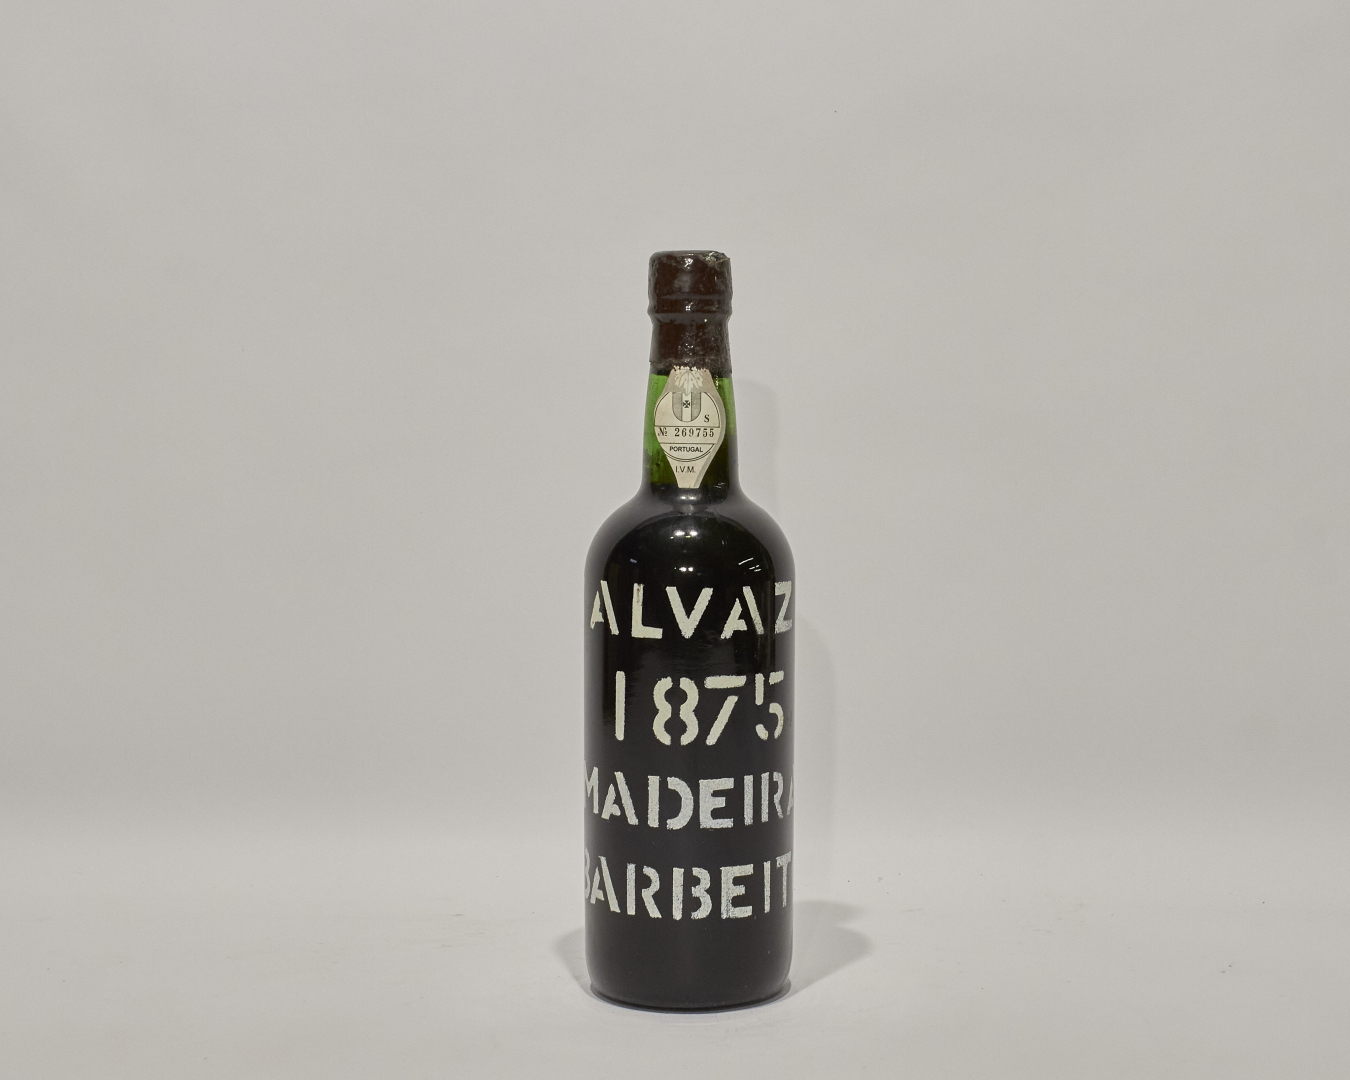 S
№ 269755
PORTUGAL
I.V.M.
ALVAZ
1875
MADEIRA
BARBEIT